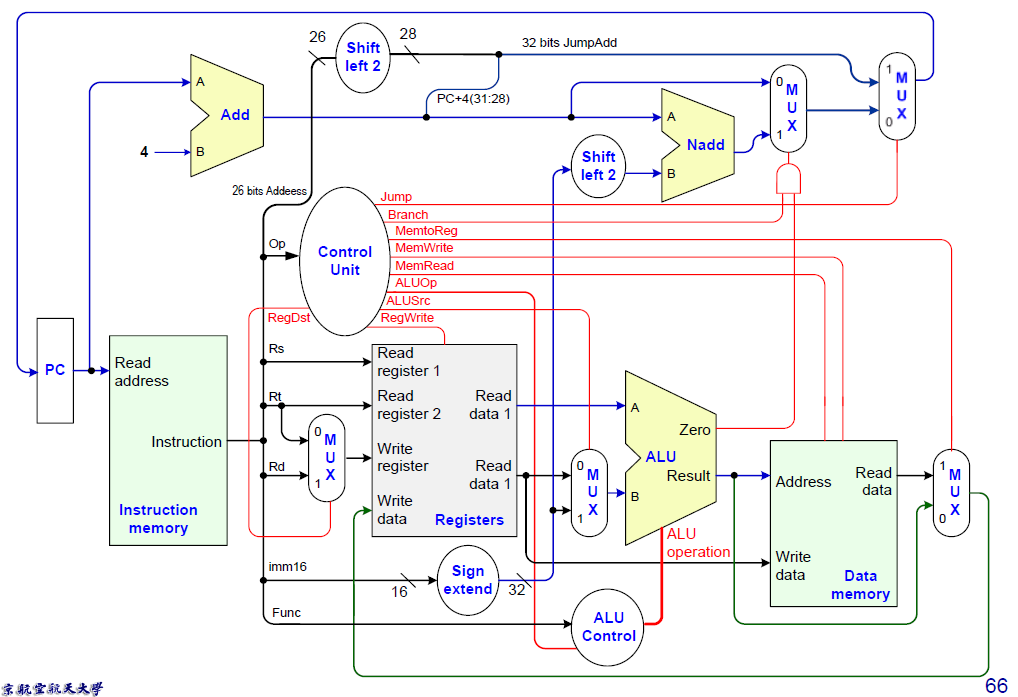 26
Shift
left 2
28
32 bits JumpAdd
1
M
U
X
0
A
Add
B
4
PC+4(31:28)
0
M
U
X
1
A
Nadd
B
Shift
left 2
26 bits Addeess
Jump
Branch
MemtoReg
MemWrite
MemRead
ALUOp
ALUSrc
RegWrite
RegDst
Op
Control
Unit
PC
Read
address
Instruction
Instruction
memory
Rs
Rt
Rd
0
M
U
X
1
Read
register 1
Read
register 2
Write
register
Write
data
Read
data 1
Read
data 1
Registers
0
M
U
X
1
A
B
Zero
ALU
Result
ALU
operation
Address
Read
data
Write
data
Data
memory
1
M
U
X
0
imm16
16
Sign
extend
32
Func
ALU
Control
京航空航天大学
66